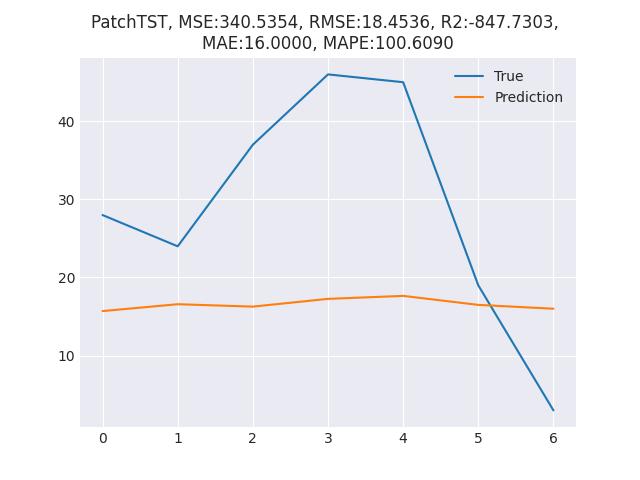 PatchTST, MSE:340.5354, RMSE:18.4536, R2:-847.7303,
MAE:16.0000, MAPE:100.6090
True
Prediction
40
30
20
10
0 1 2 3 4 5 6